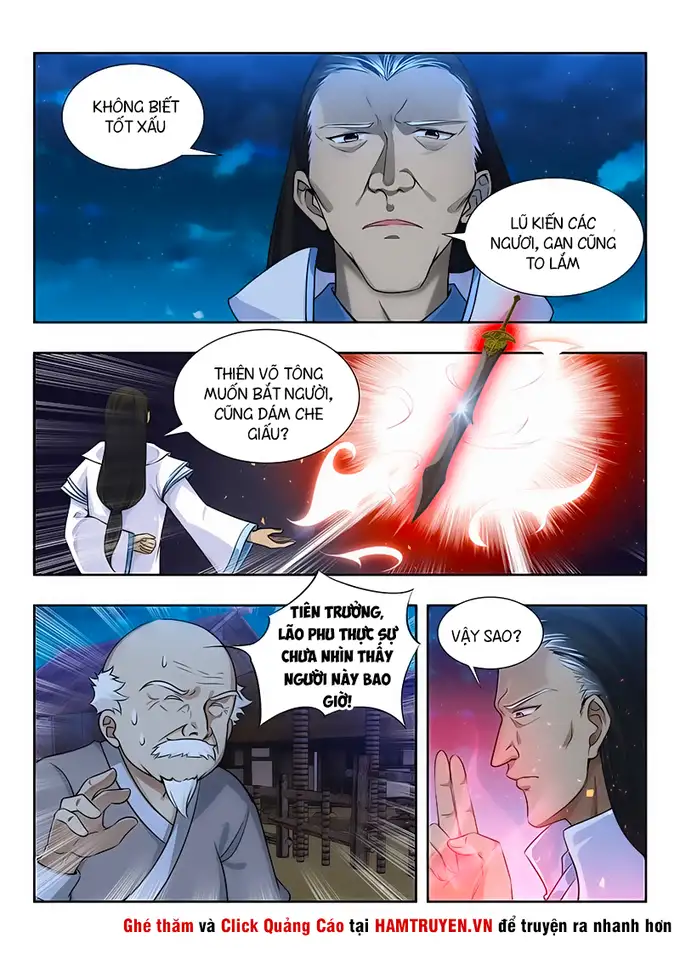 KHÔNG BIẾT
TỐT XẤU
LŨ KIẾN CÁC
NGƯƠI, GAN CŨNG
TO LẮM
THIÊN VÕ TÔNG
MUỐN BẮT NGƯỜI,
CŨNG DÁM CHE
GIẤU?
TIÊN TRƯỞNG,
LÃO PHU THỰC SỰ
CHƯA NHÌN THẤY
NGƯỜI NÀY BAO
GIỜ!
VẬY SAO?
Ghé thăm và Click Quảng Cáo tại HAMTRUYEN.VN để truyện ra nhanh hơn